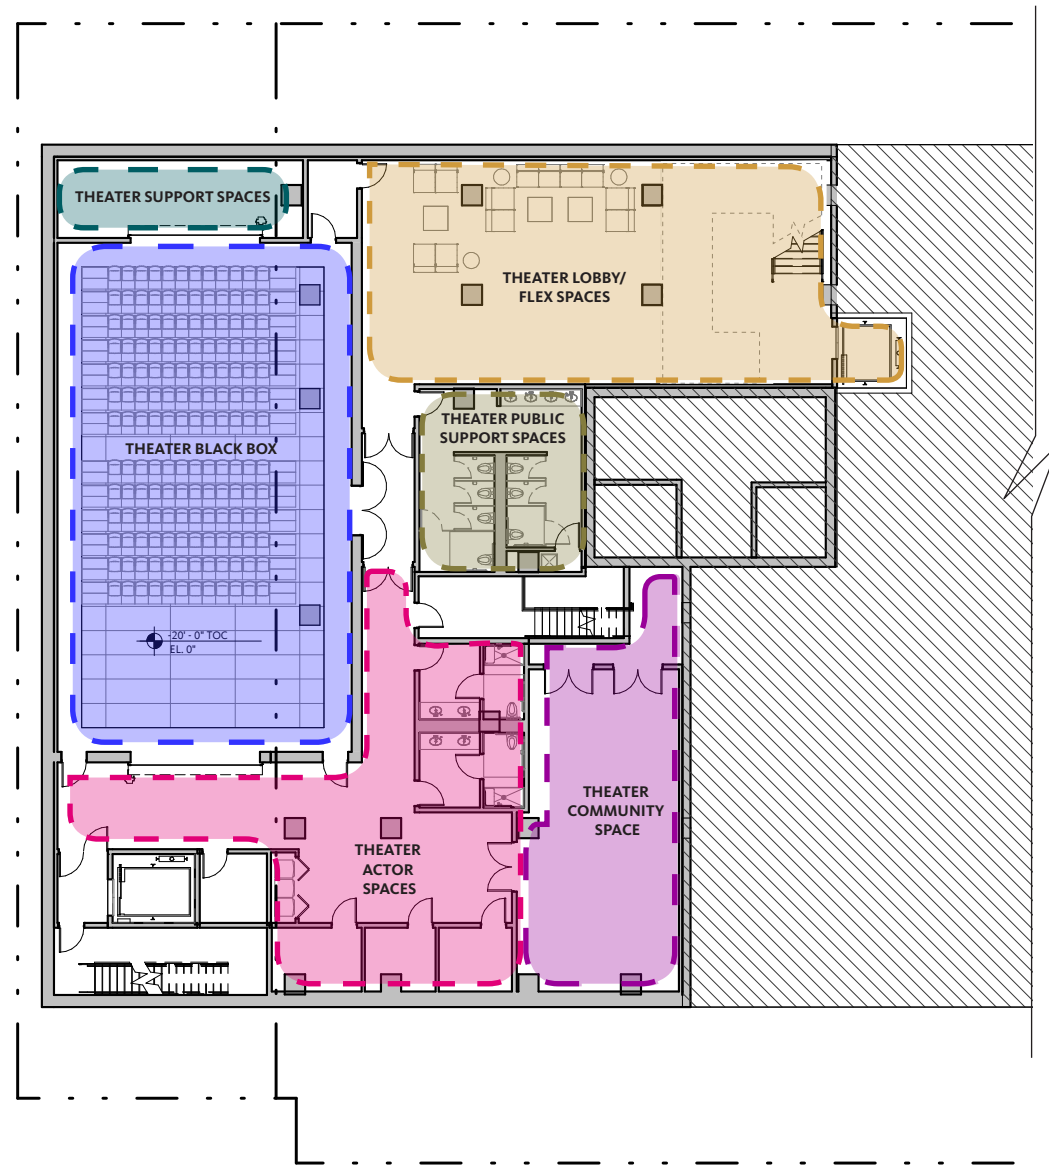 THEATER SUPPORT SPACES
THEATER LOBBY/
FLEX SPACES
THEATER PUBLIC
SUPPORT SPACES
THEATER BLACK BOX
-20' - 0" TOC
EL. 0"
THEATER
COMMUNITY
SPACE
THEATER
ACTOR
SPACES